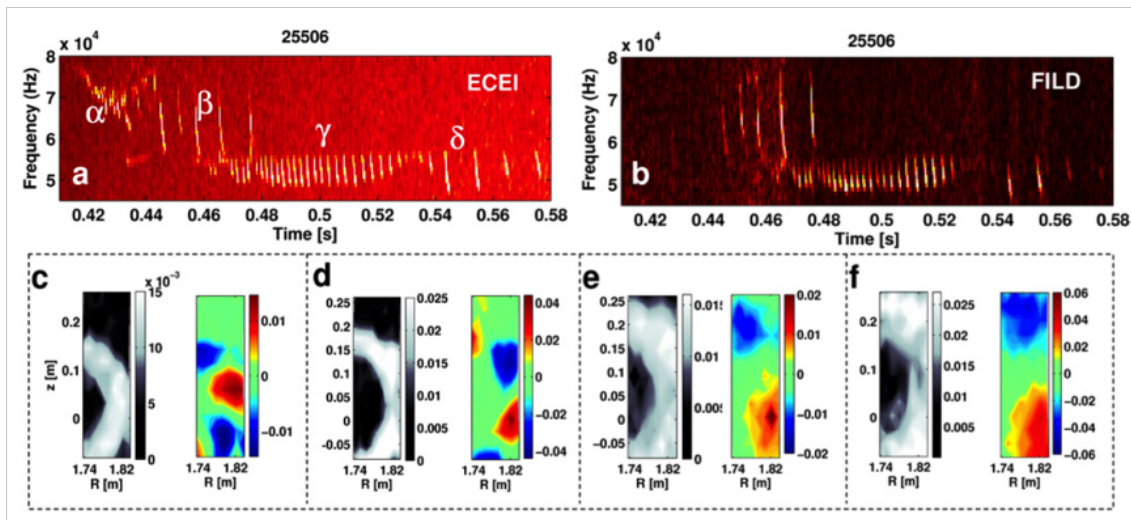 25506
x 10⁴
Frequency (Hz)
8
7
6
5
α
β
γ
δ
ECEI
a
0.42 0.44 0.46 0.48 0.5 0.52 0.54 0.56 0.58
Time [s]
25506
x 10⁴
Frequency (Hz)
8
7
6
5
FILD
b
0.42 0.44 0.46 0.48 0.5 0.52 0.54 0.56 0.58
Time [s]
c
x 10⁻³
z [m]
0.2
0.1
0
15
10
5
0
0.01
0
−0.01
1.74 1.82
R [m]
1.74 1.82
R [m]
d
0.25
0.2
0.15
0.1
0.05
0
−0.05
0.025
0.02
0.015
0.01
0.005
0
0.04
0.02
0
−0.02
−0.04
1.74 1.82
R [m]
1.74 1.82
R [m]
e
0.25
0.2
0.15
0.1
0.05
0
−0.05
0.015
0.01
0.005
0
0.02
0.01
0
−0.01
−0.02
1.74 1.82
R [m]
1.74 1.82
R [m]
f
0.2
0.1
0
0.025
0.02
0.015
0.01
0.005
0.06
0.04
0.02
0
−0.02
−0.04
−0.06
1.74 1.82
R [m]
1.74 1.82
R [m]